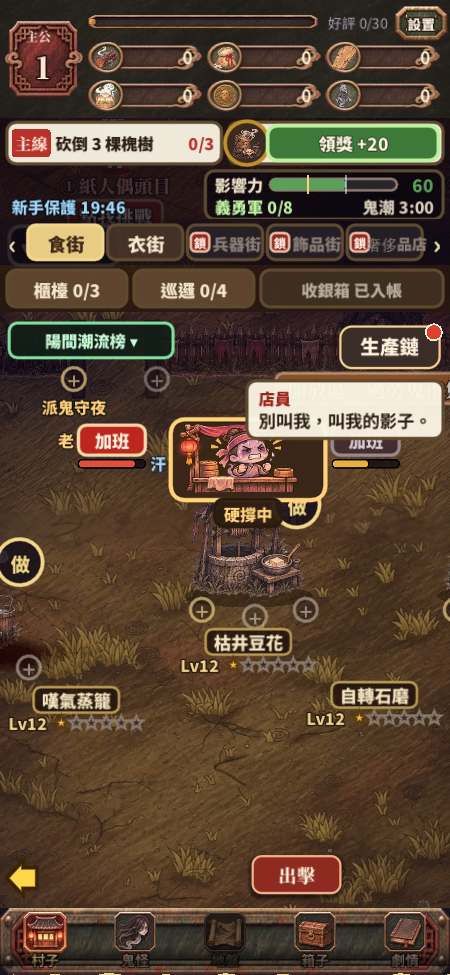 主公
1
好評 0/30
設置
0
0
0
0
0
0
主線 砍倒 3 棵槐樹 0/3
領獎 +20
紙人偶頭目
影響力 60
新手保護 19:46
義勇軍 0/8
鬼潮 3:00
食街
衣街
鎖 兵器街
鎖 飾品街
鎖 奢侈品店
櫃檯 0/3
巡邏 0/4
收銀箱 已入帳
陽間潮流榜 ▾
生產鏈
派鬼守夜
店員
別叫我，叫我的影子。
老
加班
汗
加班
硬撐中
做
做
枯井豆花
Lv12
嘆氣蒸籠
Lv12
自轉石磨
Lv12
出擊
村子
鬼怪
地盤
箱子
劇情